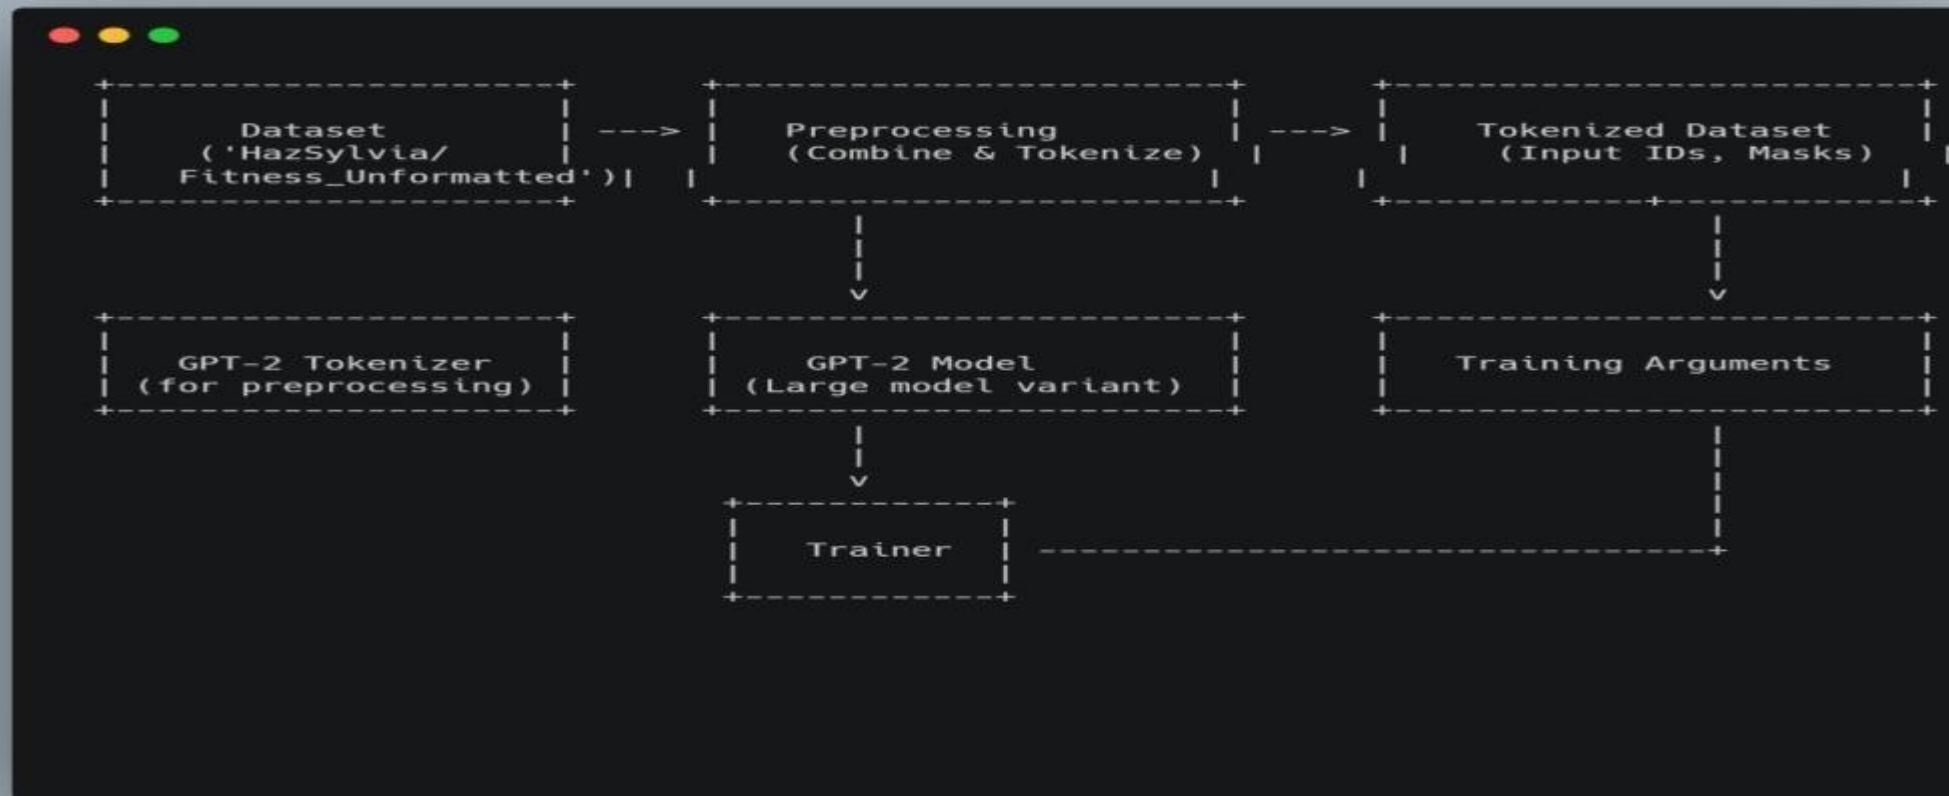 Dataset
('HazSylvia/
Fitness_Unformatted')
Preprocessing
(Combine & Tokenize)
Tokenized Dataset
(Input IDs, Masks)
GPT-2 Tokenizer
(for preprocessing)
GPT-2 Model
(Large model variant)
Training Arguments
Trainer